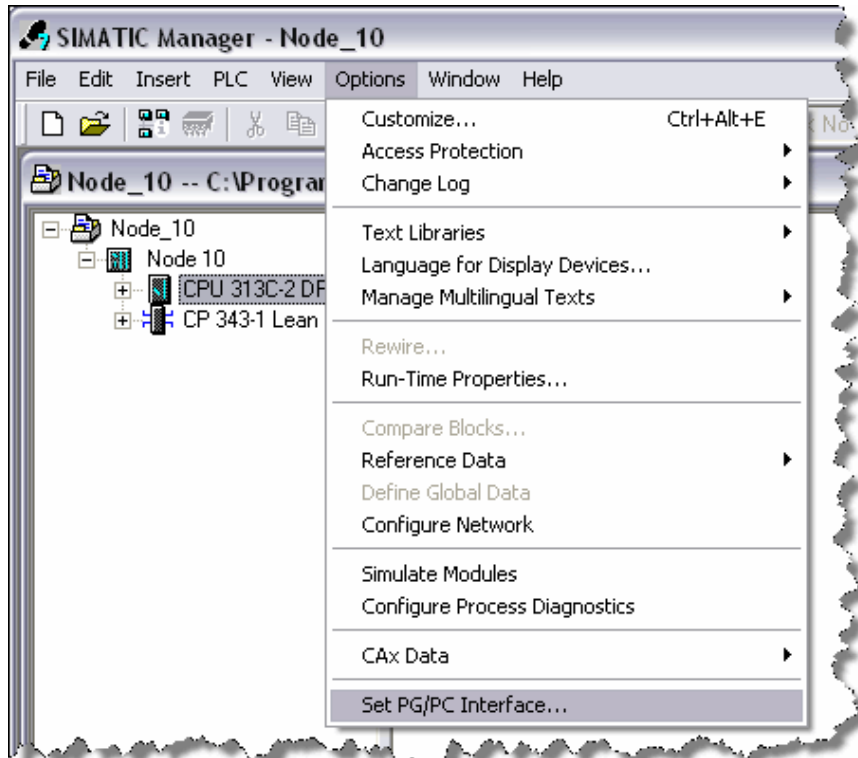 SIMATIC Manager - Node_10
File Edit Insert PLC View Options Window Help
Customize... Ctrl+Alt+E
Access Protection
Change Log
Text Libraries
Language for Display Devices...
Manage Multilingual Texts
Rewire...
Run-Time Properties...
Compare Blocks...
Reference Data
Define Global Data
Configure Network
Simulate Modules
Configure Process Diagnostics
CAx Data
Set PG/PC Interface...
Node_10 -- C:\Program
Node_10
Node 10
CPU 313C-2
CP 343-1 Lean